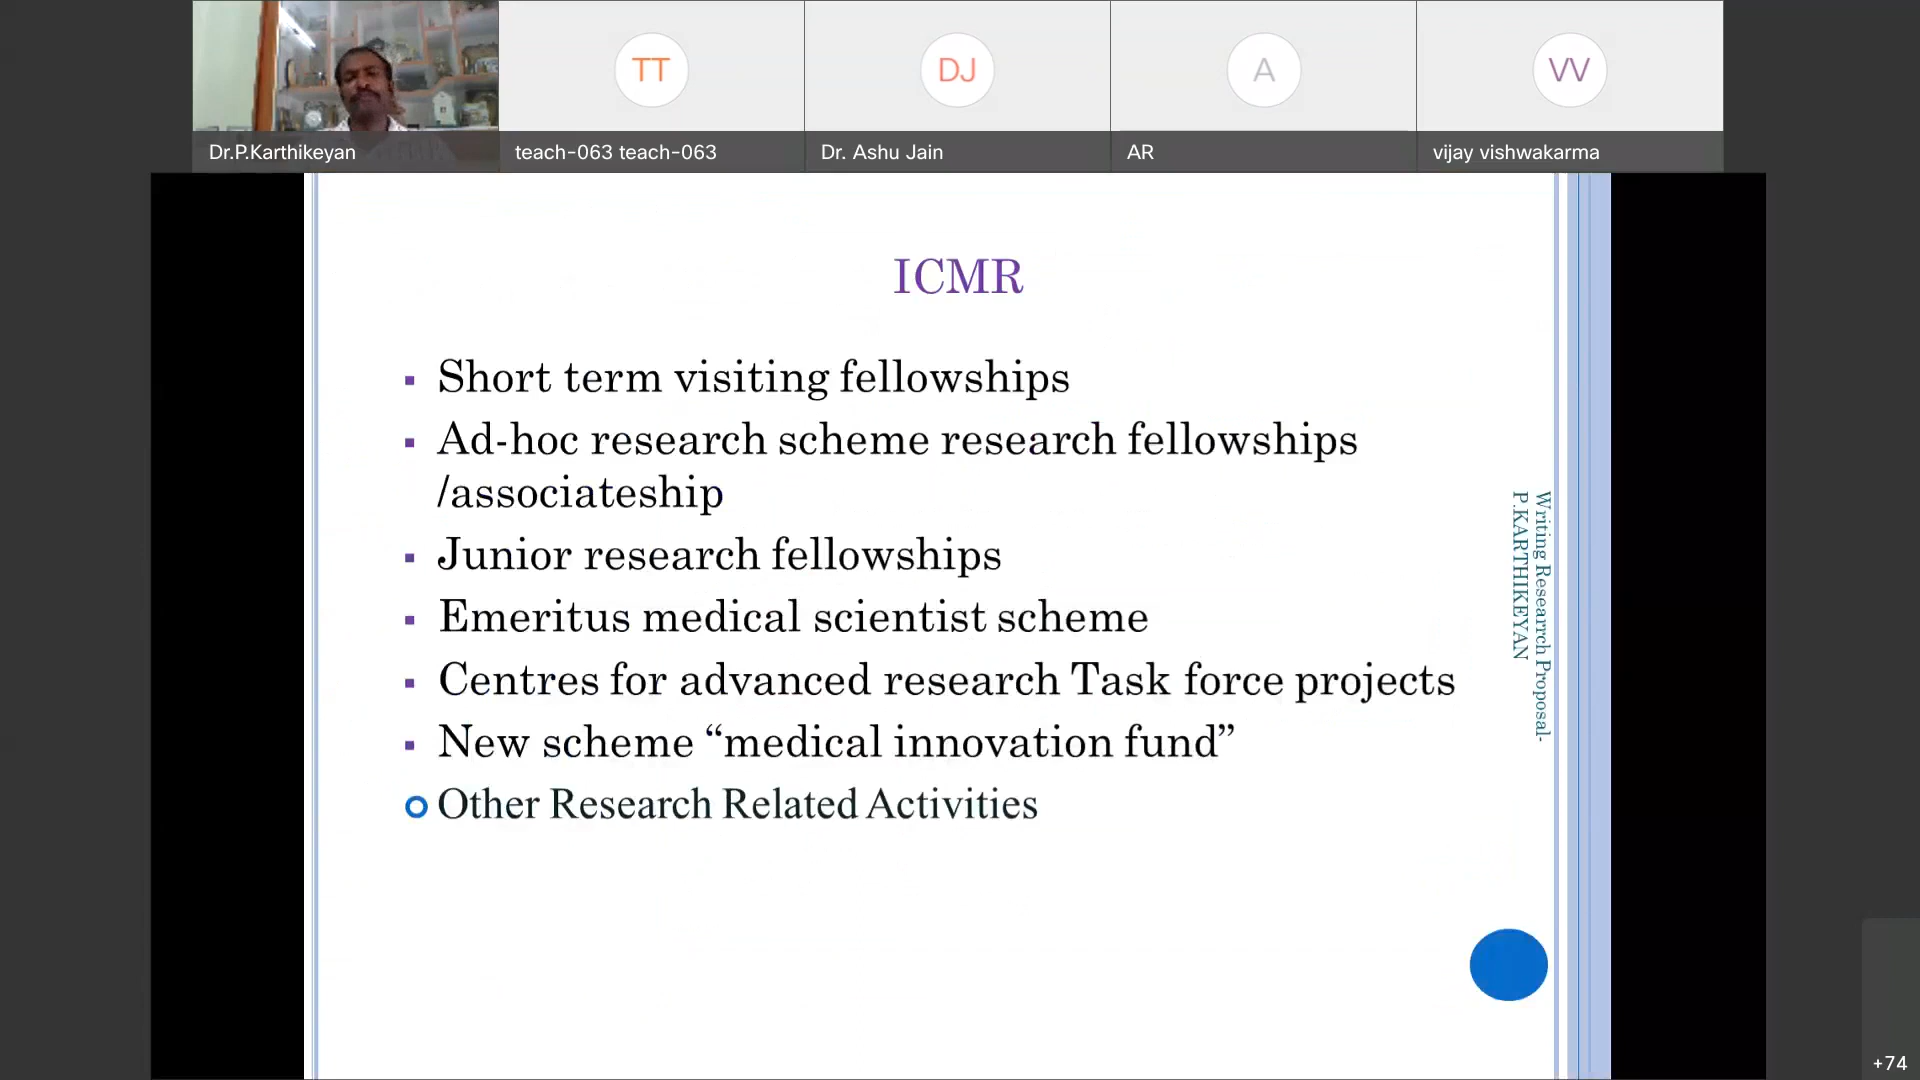 TT
DJ
A
VV
Dr.P.Karthikeyan
teach-063 teach-063
Dr. Ashu Jain
AR
vijay vishwakarma
ICMR
Short term visiting fellowships
Ad-hoc research scheme research fellowships
/associateship
Junior research fellowships
Emeritus medical scientist scheme
Centres for advanced research Task force projects
New scheme “medical innovation fund”
Other Research Related Activities
Writing Researrch Proposal-
P.KARTHIKEYAN
+74